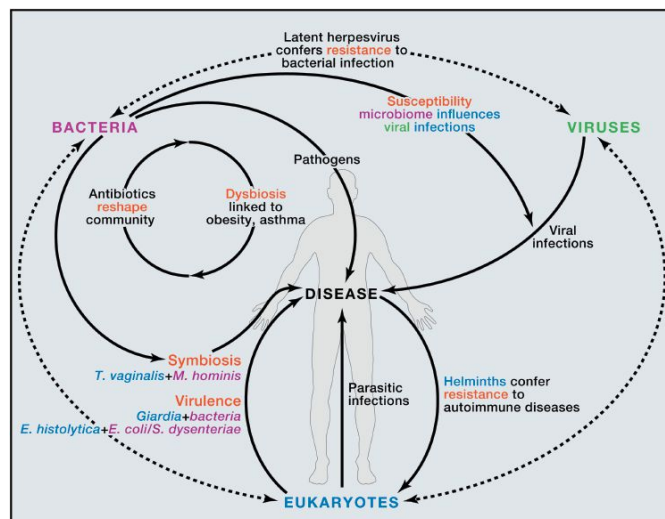 Latent herpesvirus
confers resistance to
bacterial infection
BACTERIA
Susceptibility
microbiome influences
viral infections
VIRUSES
Pathogens
Antibiotics
reshape
community
Dysbiosis
linked to
obesity, asthma
Viral
infections
DISEASE
Symbiosis
T. vaginalis+M. hominis
Virulence
Giardia+bacteria
E. histolytica+E. coli/S. dysenteriae
Parasitic
infections
Helminths confer
resistance to
autoimmune diseases
EUKARYOTES